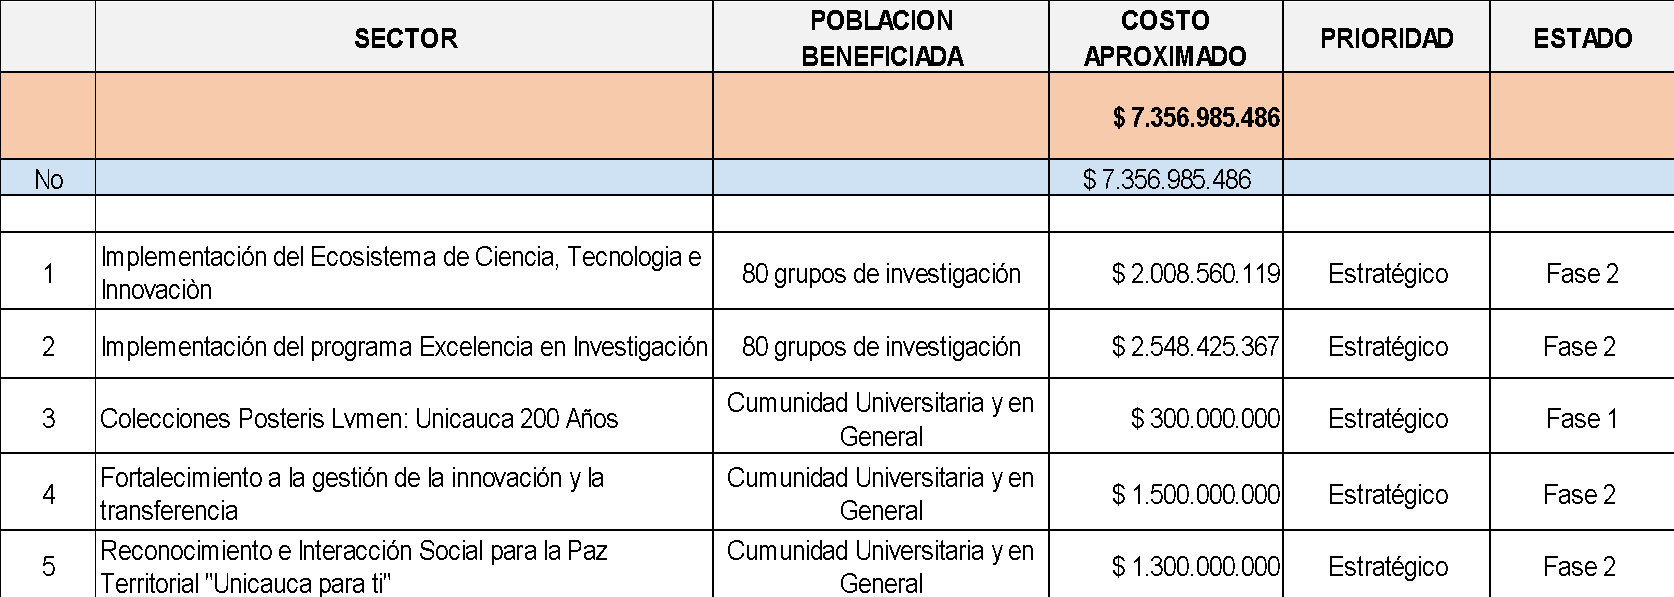 SECTOR POBLACION BENEFICIADA COSTO APROXIMADO PRIORIDAD ESTADO
$ 7.356.985.486
No $ 7.356.985.486
1 Implementación del Ecosistema de Ciencia, Tecnologia e Innovaciòn 80 grupos de investigación $ 2.008.560.119 Estratégico Fase 2
2 Implementación del programa Excelencia en Investigación 80 grupos de investigación $ 2.548.425.367 Estratégico Fase 2
3 Colecciones Posteris Lvmen: Unicauca 200 Años Cumunidad Universitaria y en General $ 300.000.000 Estratégico Fase 1
4 Fortalecimiento a la gestión de la innovación y la transferencia Cumunidad Universitaria y en General $ 1.500.000.000 Estratégico Fase 2
5 Reconocimiento e Interacción Social para la Paz Territorial "Unicauca para ti" Cumunidad Universitaria y en General $ 1.300.000.000 Estratégico Fase 2